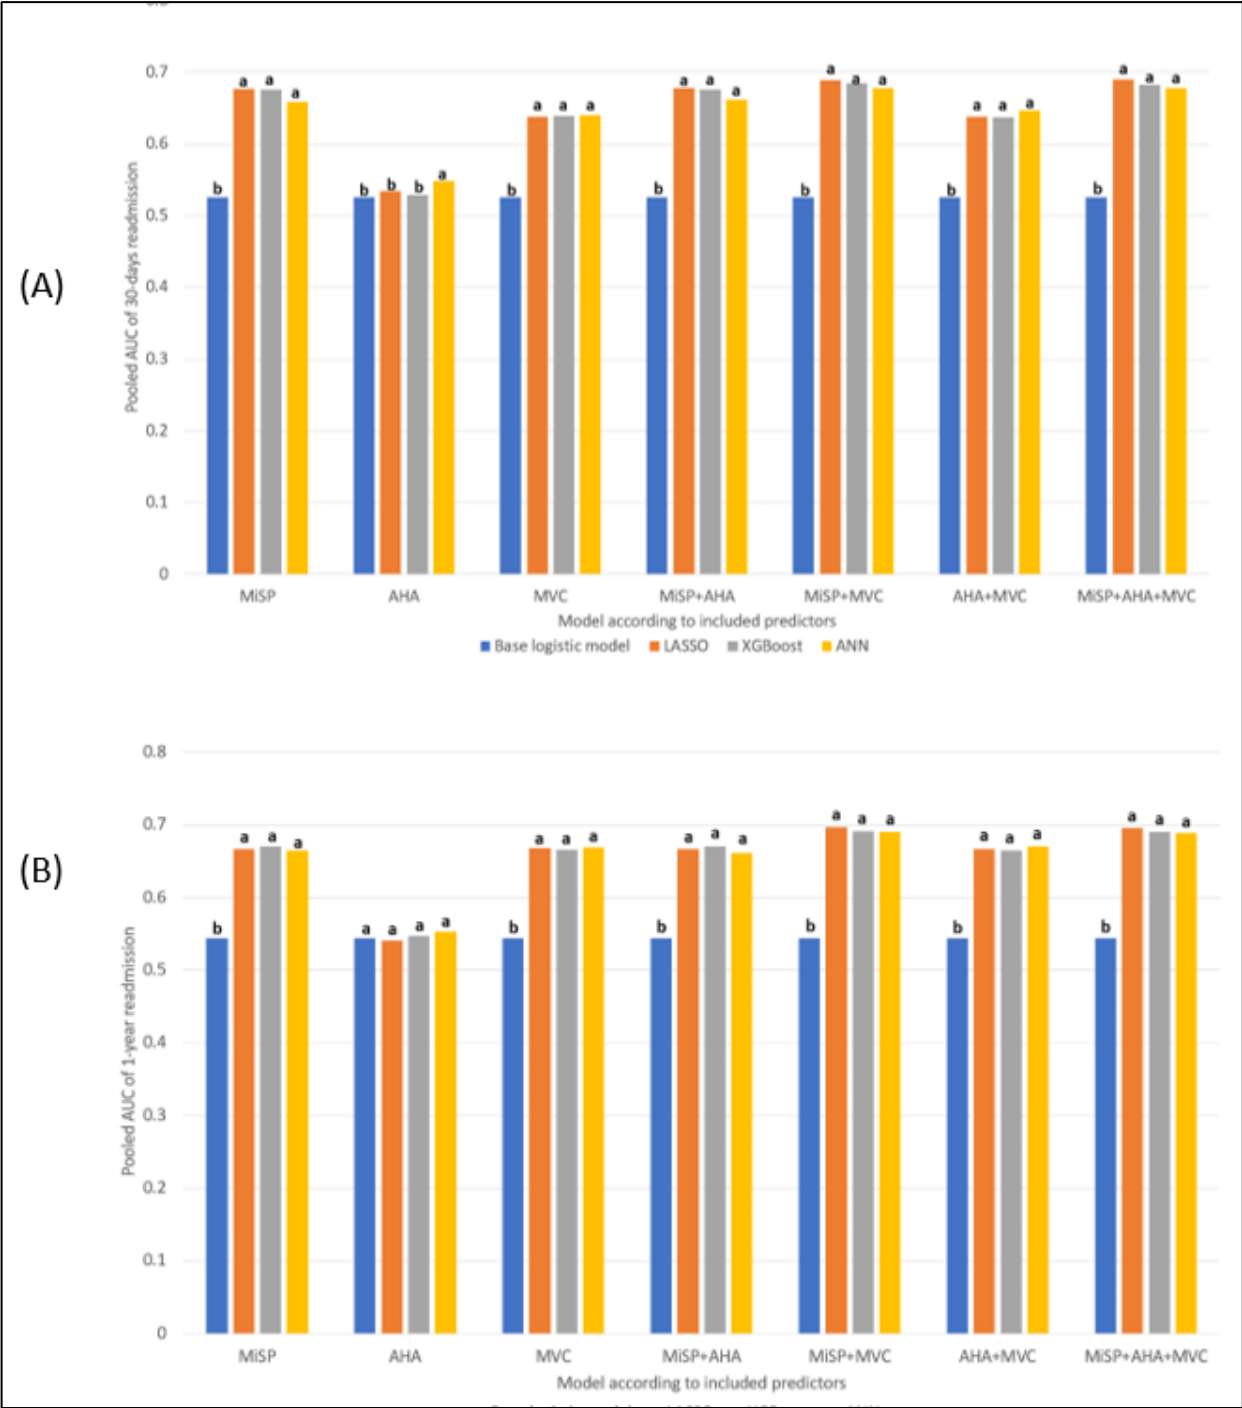 0.7
0.6
0.5
0.4
0.3
0.2
0.1
0
Pooled AUC of 30-days readmission
(A)
b a a a
b b b a
b a a a
b a a a
b a a a
b a a a
b a a a
MiSP AHA MVC MiSP+AHA MiSP+MVC AHA+MVC MiSP+AHA+MVC
Model according to included predictors
Base logistic model LASSO XGBoost ANN
0.8
0.7
0.6
0.5
0.4
0.3
0.2
0.1
0
Pooled AUC of 1-year readmission
(B)
b a a a
a a a a
b a a a
b a a a
b a a a
b a a a
b a a a
MiSP AHA MVC MiSP+AHA MiSP+MVC AHA+MVC MiSP+AHA+MVC
Model according to included predictors